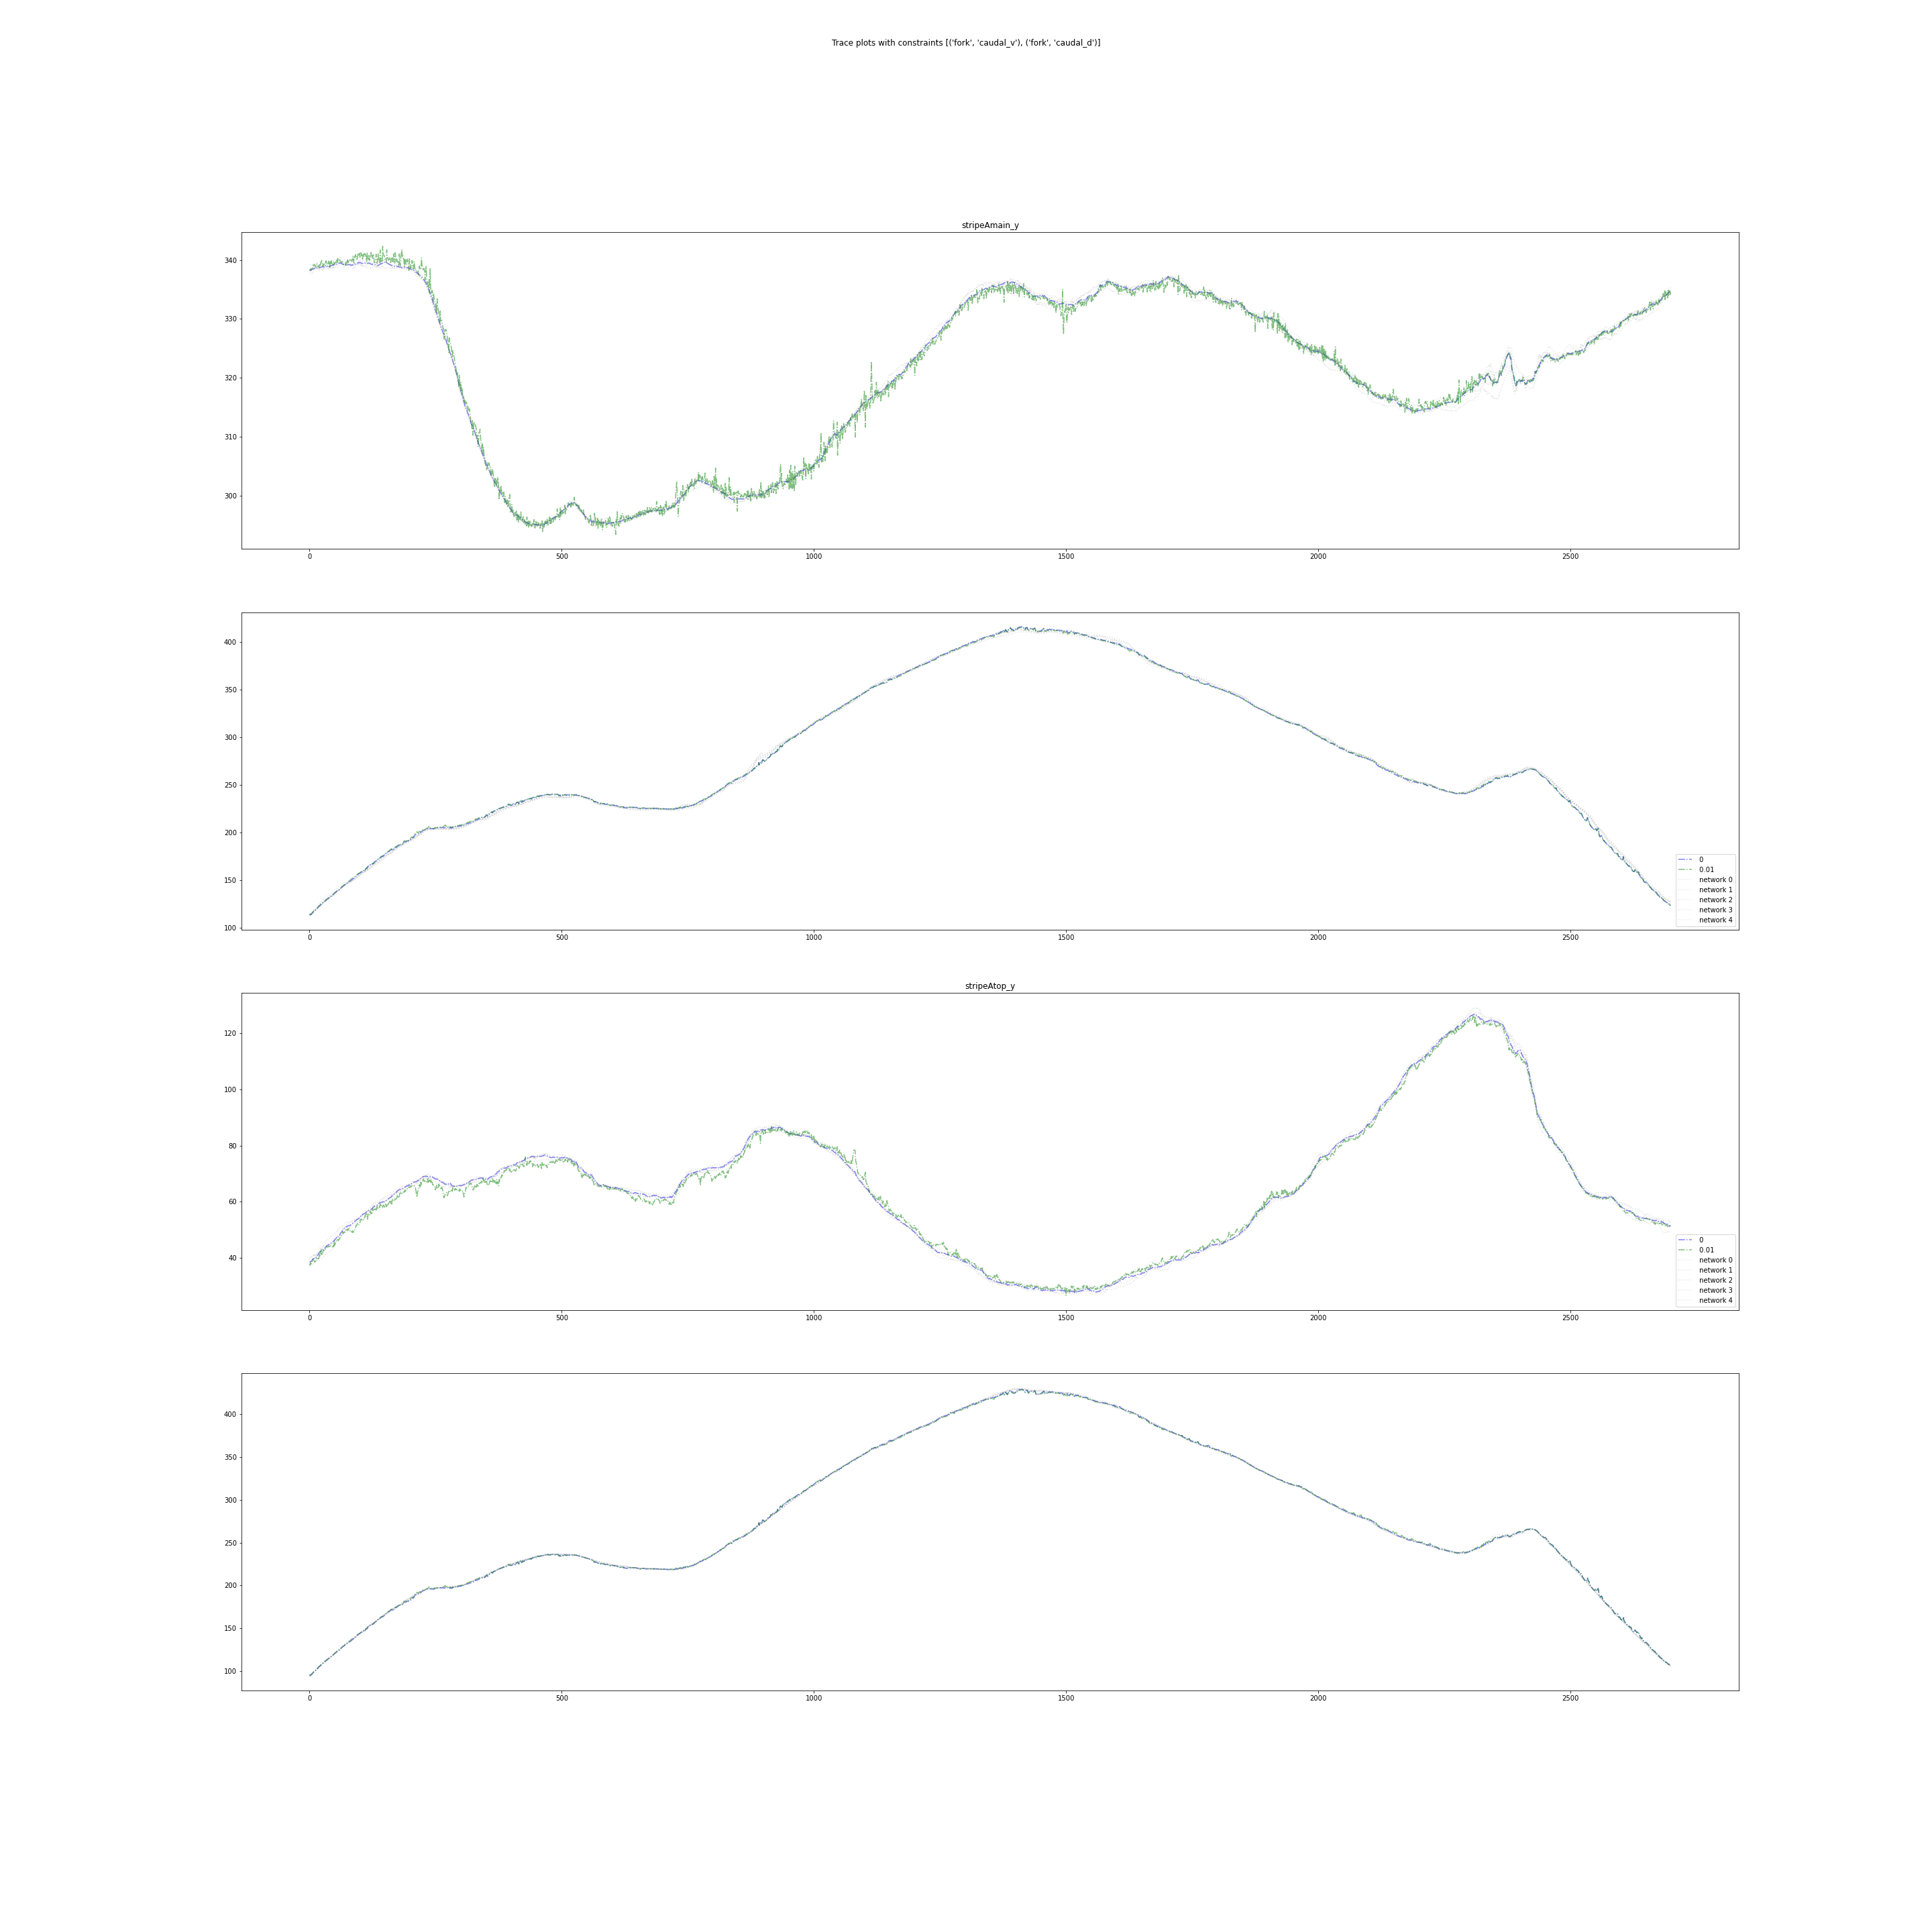 Trace plots with constraints [('fork', 'caudal_v'), ('fork', 'caudal_d')]
stripeAmain_y
340
330
320
310
300
0 500 1000 1500 2000 2500
400
350
300
250
200
150
100
0
0.01
network 0
network 1
network 2
network 3
network 4
0 500 1000 1500 2000 2500
stripeAtop_y
120
100
80
60
40
0
0.01
network 0
network 1
network 2
network 3
network 4
0 500 1000 1500 2000 2500
400
350
300
250
200
150
100
0 500 1000 1500 2000 2500